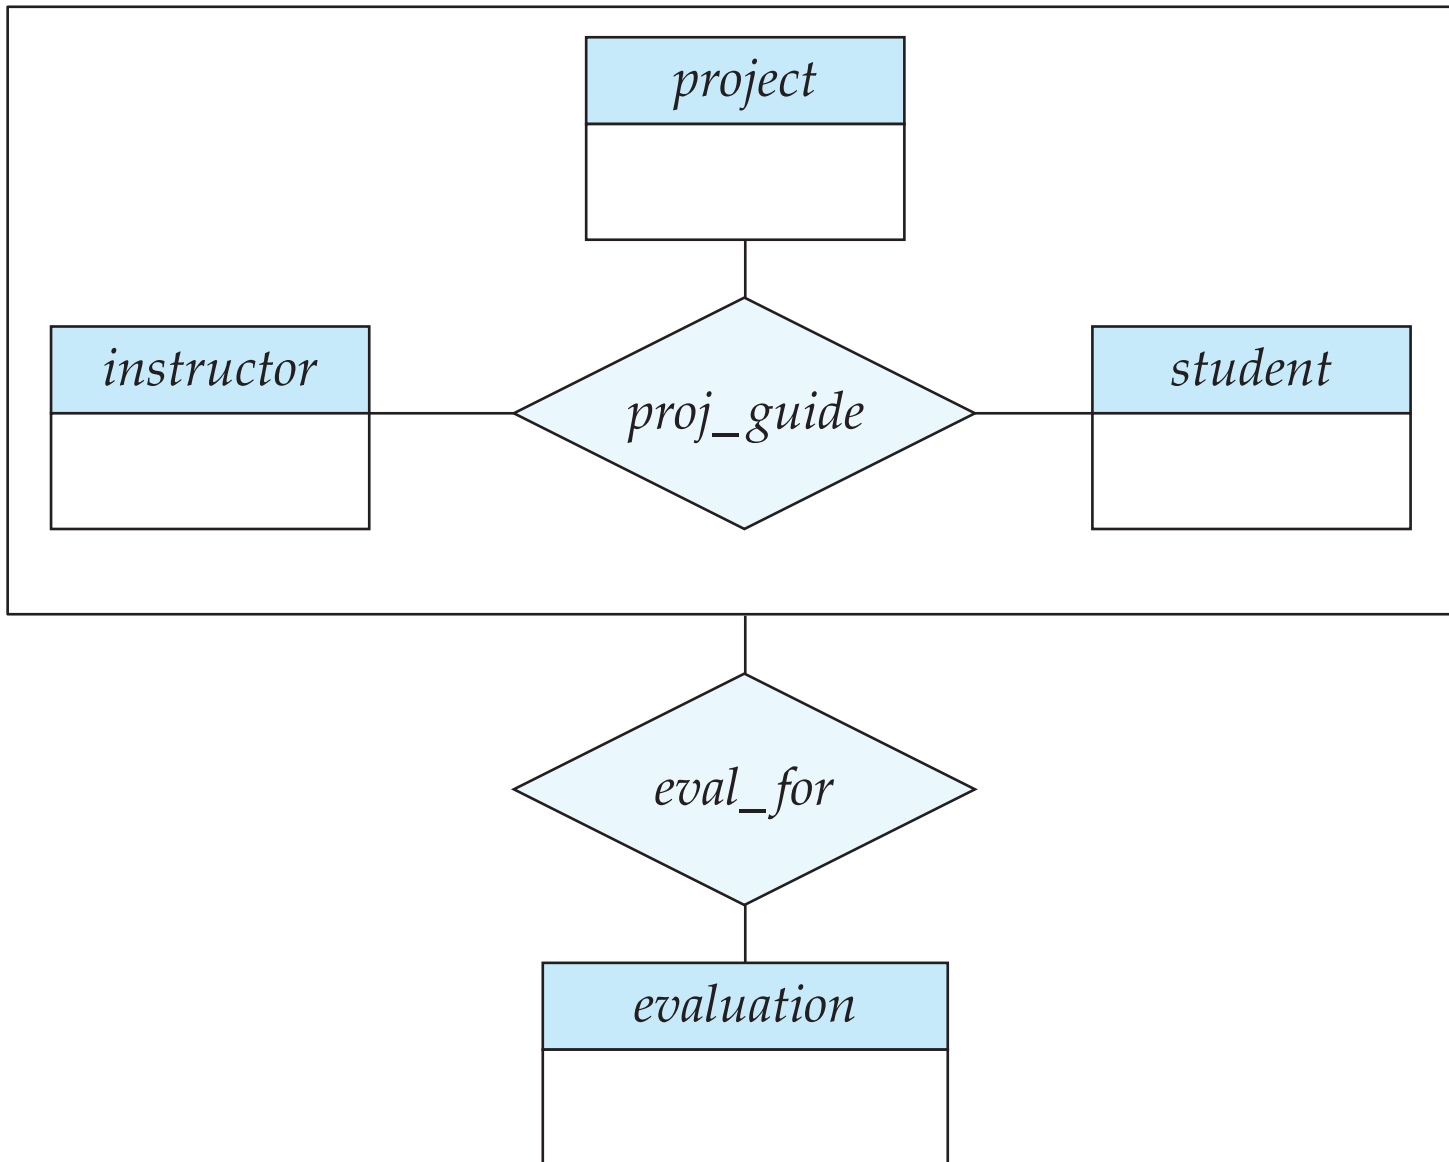 project
instructor
proj_guide
student
eval_for
evaluation